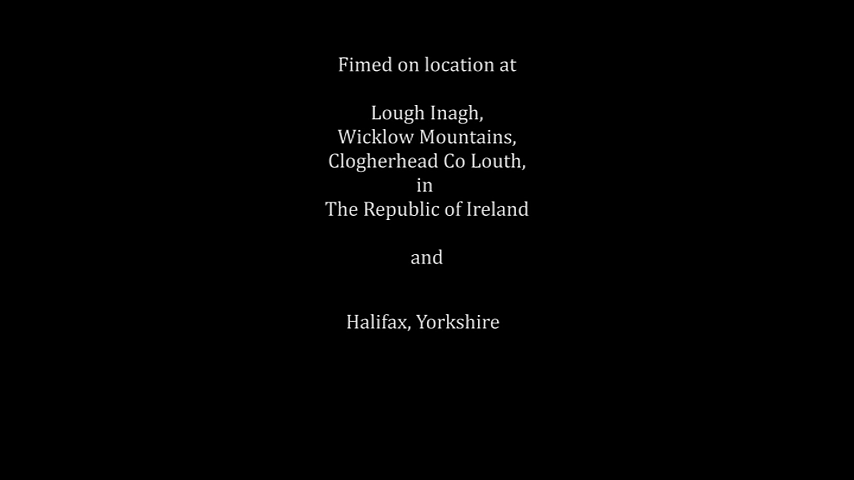 Fimed on location at
Lough Inagh,
Wicklow Mountains,
Clogherhead Co Louth,
in
The Republic of Ireland
and
Halifax, Yorkshire